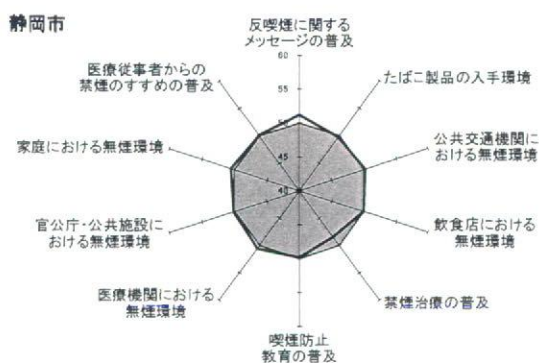 静岡市
反喫煙に関する
メッセージの普及
60
たばこ製品の入手環境
55
医療従事者からの
禁煙のすすめの普及
50
公共交通機関に
おける無煙環境
家庭における無煙環境
45
40
官公庁・公共施設に
おける無煙環境
飲食店における
無煙環境
医療機関における
無煙環境
禁煙治療の普及
喫煙防止
教育の普及